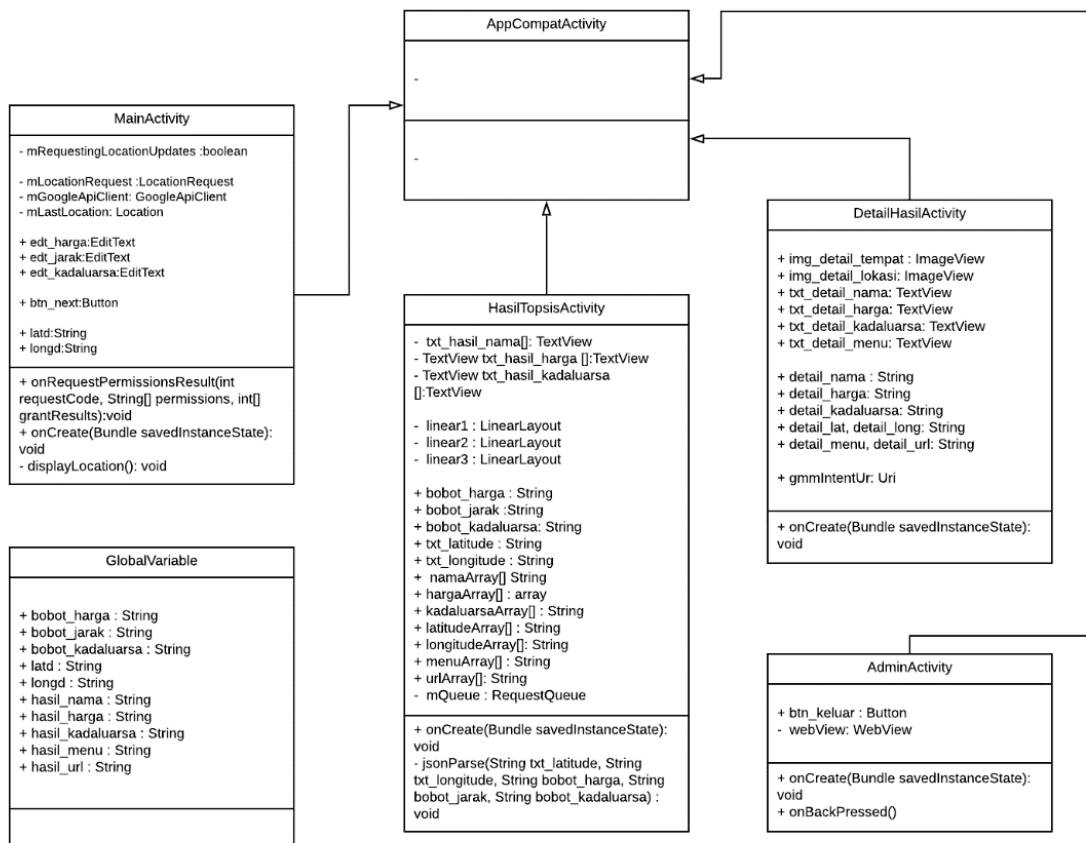 AppCompatActivity
-
-
MainActivity
- mRequestingLocationUpdates :boolean
- mLocationRequest :LocationRequest
- mGoogleApiClient: GoogleApiClient
- mLastLocation: Location
+ edt_harga:EditText
+ edt_jarak:EditText
+ edt_kadaluarsa:EditText
+ btn_next:Button
+ latd:String
+ longd:String
+ onRequestPermissionsResult(int
requestCode, String[] permissions, int[]
grantResults):void
+ onCreate(Bundle savedInstanceState):
void
- displayLocation(): void
HasilTopsisActivity
- txt_hasil_nama[]: TextView
- TextView txt_hasil_harga []:TextView
- TextView txt_hasil_kadaluarsa
[]:TextView
- linear1 : LinearLayout
- linear2 : LinearLayout
- linear3 : LinearLayout
+ bobot_harga : String
+ bobot_jarak :String
+ bobot_kadaluarsa: String
+ txt_latitude : String
+ txt_longitude : String
+ namaArray[] String
+ hargaArray[] : array
+ kadaluarsaArray[] : String
+ latitudeArray[] : String
+ longitudeArray[]: String
+ menuArray[] : String
+ urlArray[]: String
- mQueue : RequestQueue
+ onCreate(Bundle savedInstanceState):
void
- jsonParse(String txt_latitude, String
txt_longitude, String bobot_harga, String
bobot_jarak, String bobot_kadaluarsa) :
void
DetailHasilActivity
+ img_detail_tempat : ImageView
+ img_detail_lokasi: ImageView
+ txt_detail_nama: TextView
+ txt_detail_harga: TextView
+ txt_detail_kadaluarsa: TextView
+ txt_detail_menu: TextView
+ detail_nama : String
+ detail_harga: String
+ detail_kadaluarsa: String
+ detail_lat, detail_long: String
+ detail_menu, detail_url: String
+ gmmIntentUr: Uri
+ onCreate(Bundle savedInstanceState):
void
GlobalVariable
+ bobot_harga : String
+ bobot_jarak : String
+ bobot_kadaluarsa : String
+ latd : String
+ longd : String
+ hasil_nama : String
+ hasil_harga : String
+ hasil_kadaluarsa : String
+ hasil_menu : String
+ hasil_url : String
AdminActivity
+ btn_keluar : Button
- webView: WebView
+ onCreate(Bundle savedInstanceState):
void
+ onBackPressed()